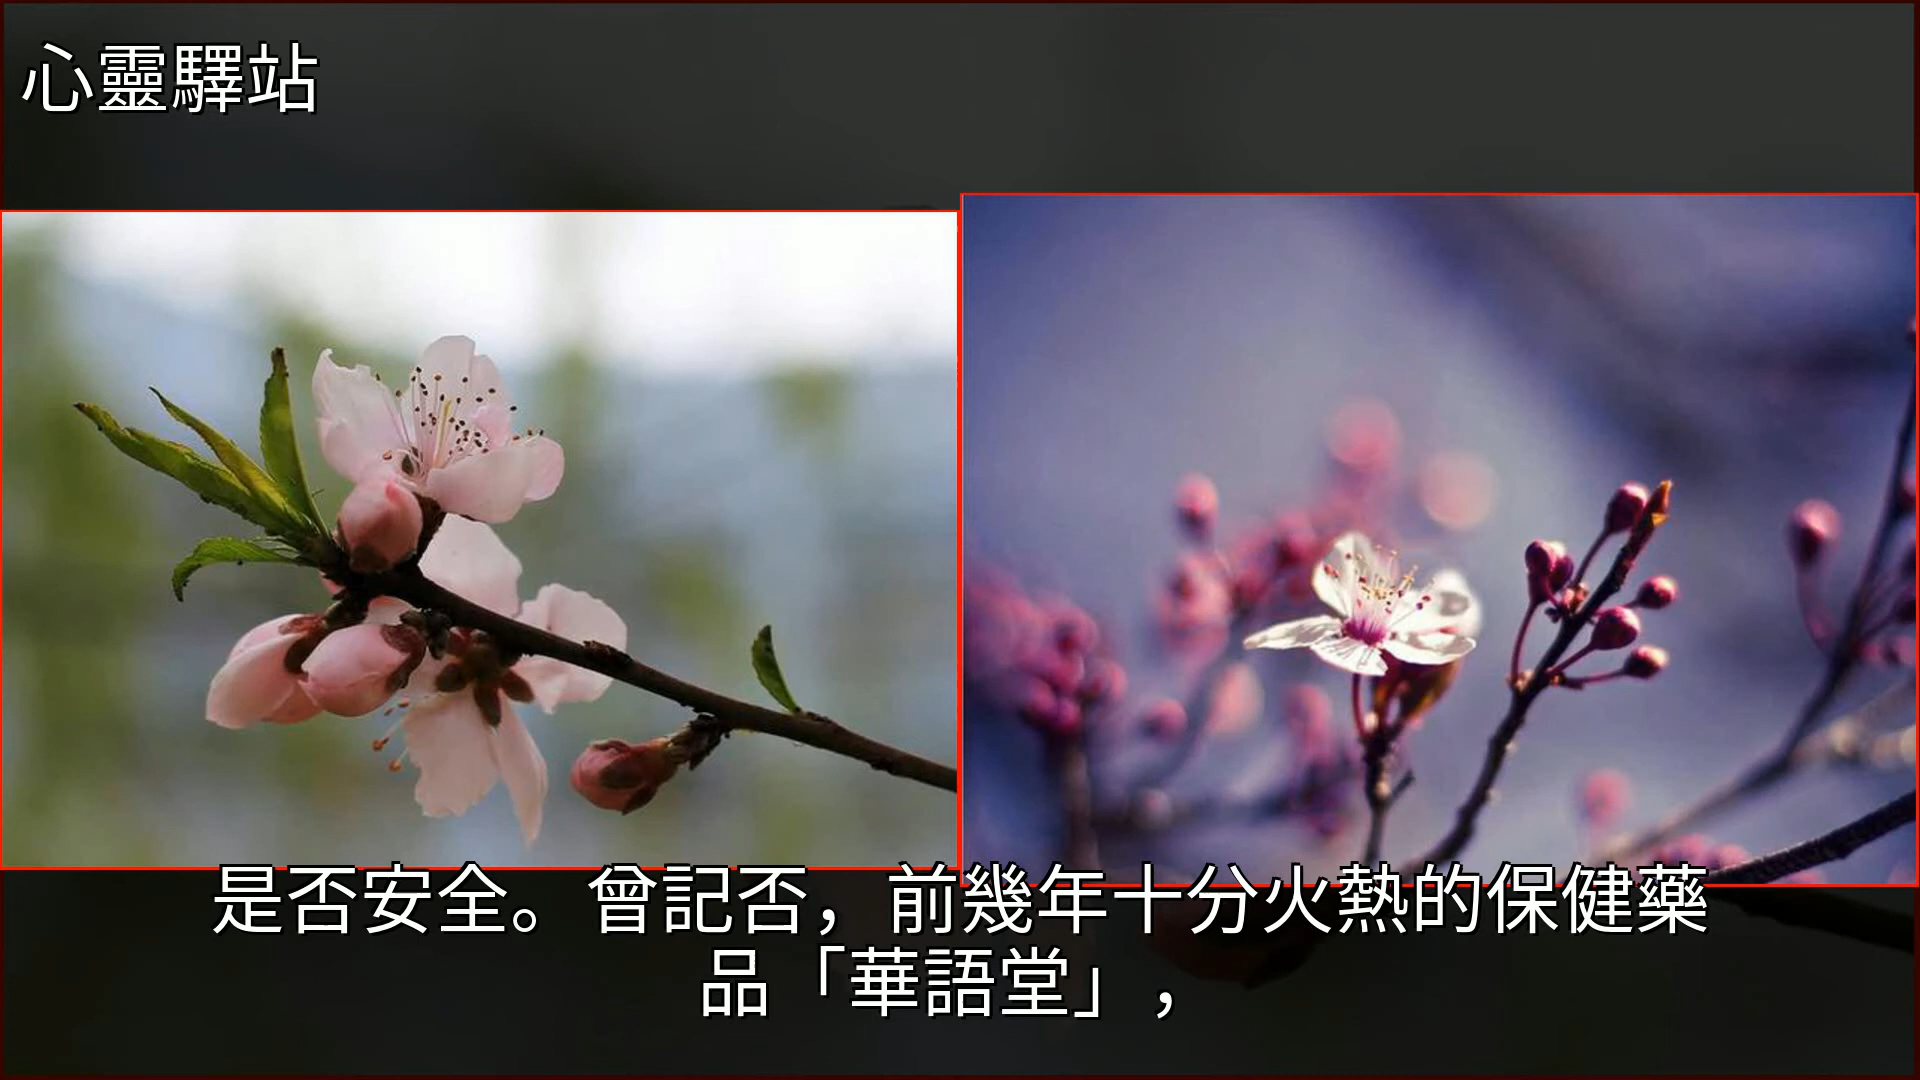 心靈驛站
是否安全。曾記否，前幾年十分火熱的保健藥
品「華語堂」，